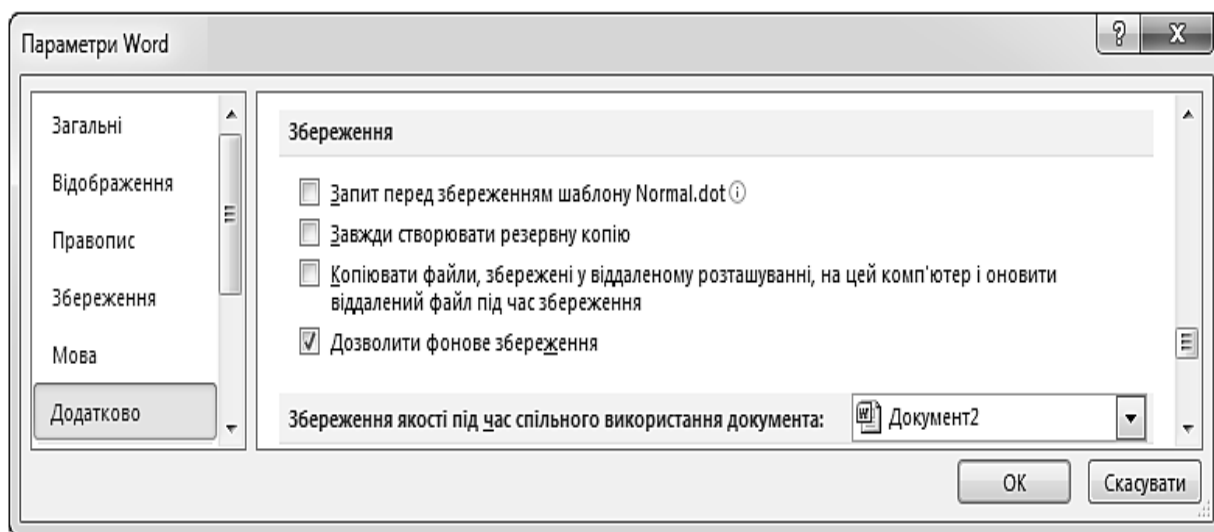 Параметри Word
Загальні
Відображення
Правопис
Збереження
Мова
Додатково
Збереження
Запит перед збереженням шаблону Normal.dot
Завжди створювати резервну копію
Копіювати файли, збережені у віддаленому розташуванні, на цей комп'ютер і оновити
віддалений файл під час збереження
Дозволити фонове збереження
Збереження якості під час спільного використання документа: Документ2
ОК Скасувати